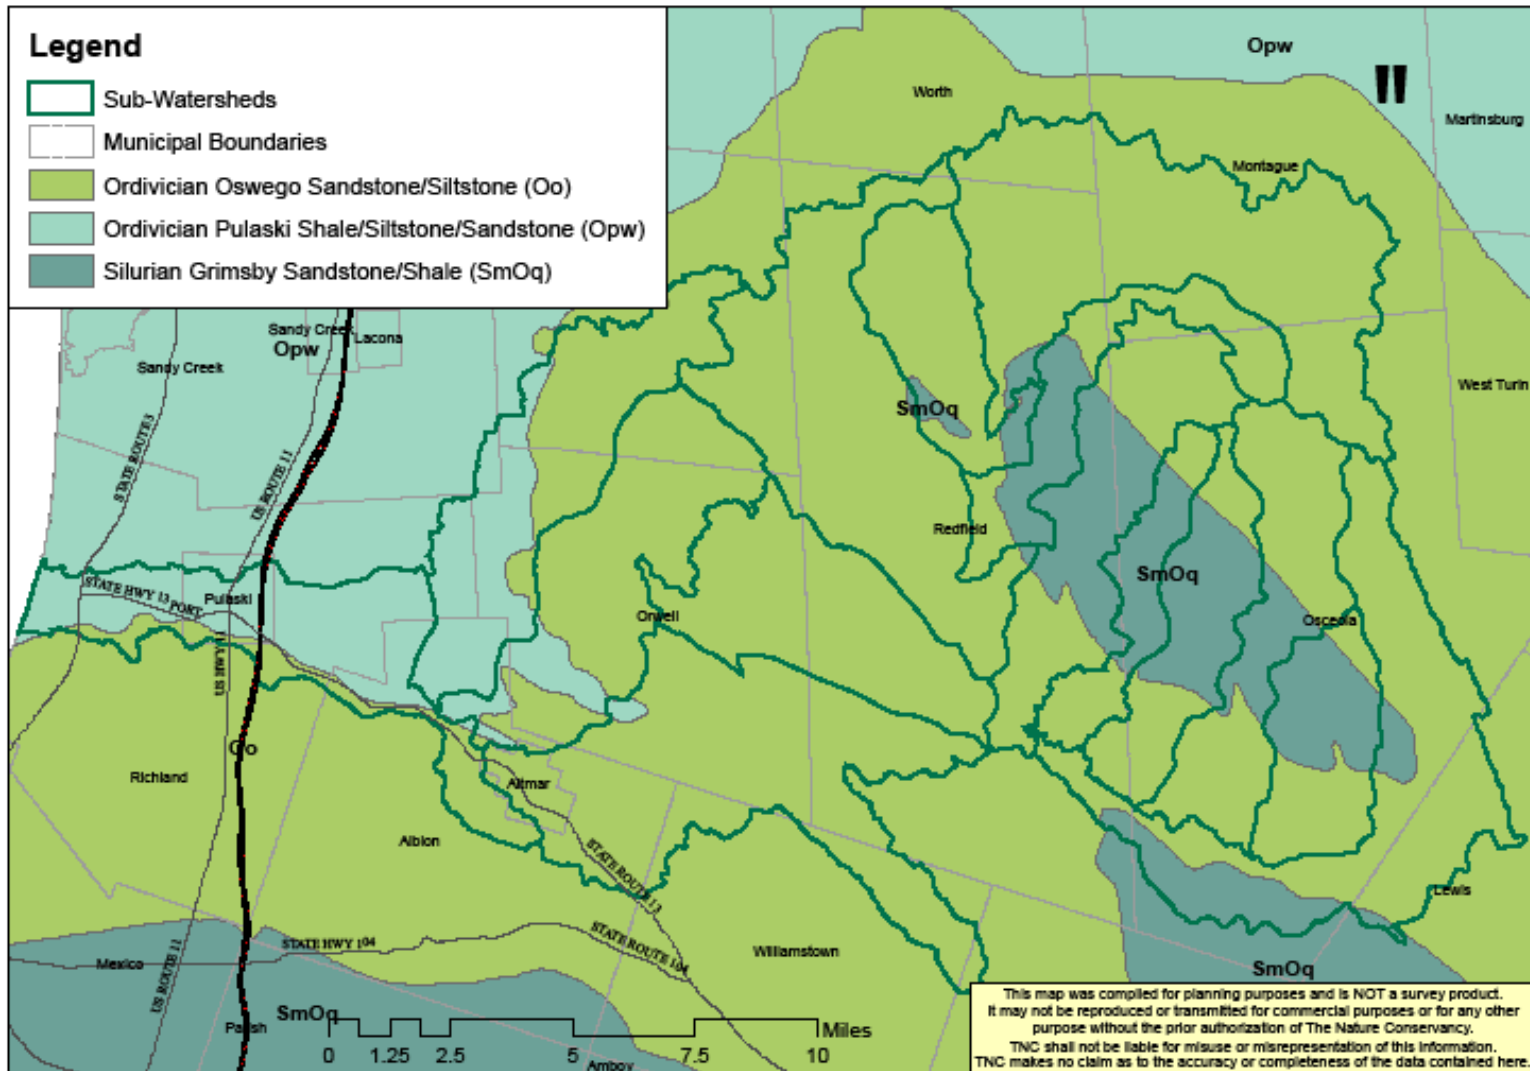 Legend
Sub-Watersheds
Municipal Boundaries
Ordivician Oswego Sandstone/Siltstone (Oo)
Ordivician Pulaski Shale/Siltstone/Sandstone (Opw)
Silurian Grimsby Sandstone/Shale (SmOq)
Opw
"
Worth
Martinsburg
Montague
Sandy Creek
Opw
Lacona
Sandy Creek
West Turin
SmOq
STATE ROUTE 3
US ROUTE 11
Redfield
SmOq
STATE HWY 13
PORT
Pulaski
Orwell
Osceola
Oo
Richland
Altmar
Albion
STATE ROUTE 13
Lewis
STATE HWY 104
STATE ROUTE 104
Williamstown
Mexico
US ROUTE 11
SmOq
SmOq
Parish
Miles
0 1.25 2.5 5 7.5 10
Amboy
This map was compiled for planning purposes and is NOT a survey product.
It may not be reproduced or transmitted for commercial purposes or for any other
purpose without the prior authorization of The Nature Conservancy.
TNC shall not be liable for misuse or misrepresentation of this information.
TNC makes no claim as to the accuracy or completeness of the data contained here.